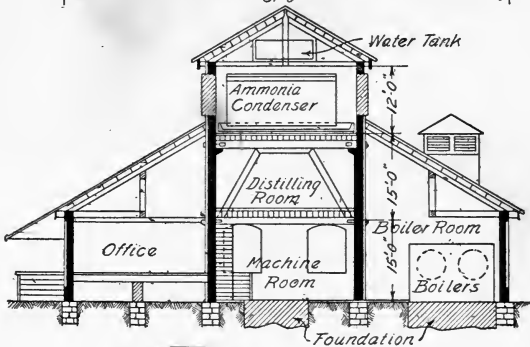 Water Tank
Ammonia
Condenser
12'-0"
Distilling
Room
15'-0"
Office
Boiler Room
Machine
Room
15'-0"
Boilers
Foundation